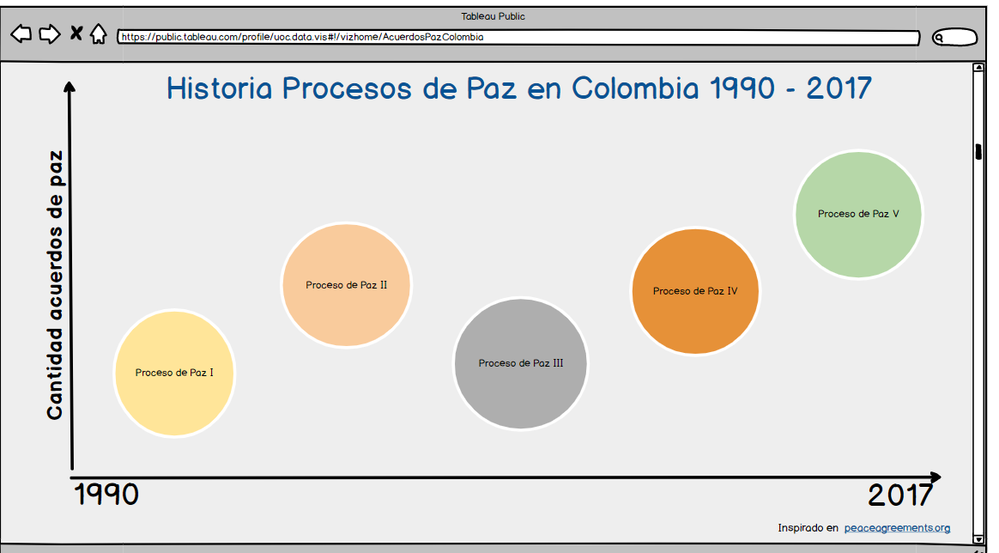 Tableau Public
https://public.tableau.com/profile/uoc.data.vis#!/vizhome/AcuerdosPazColombia
Historia Procesos de Paz en Colombia 1990 - 2017
Cantidad acuerdos de paz
Proceso de Paz I
Proceso de Paz II
Proceso de Paz III
Proceso de Paz IV
Proceso de Paz V
1990
2017
Inspirado en peaceagreements.org